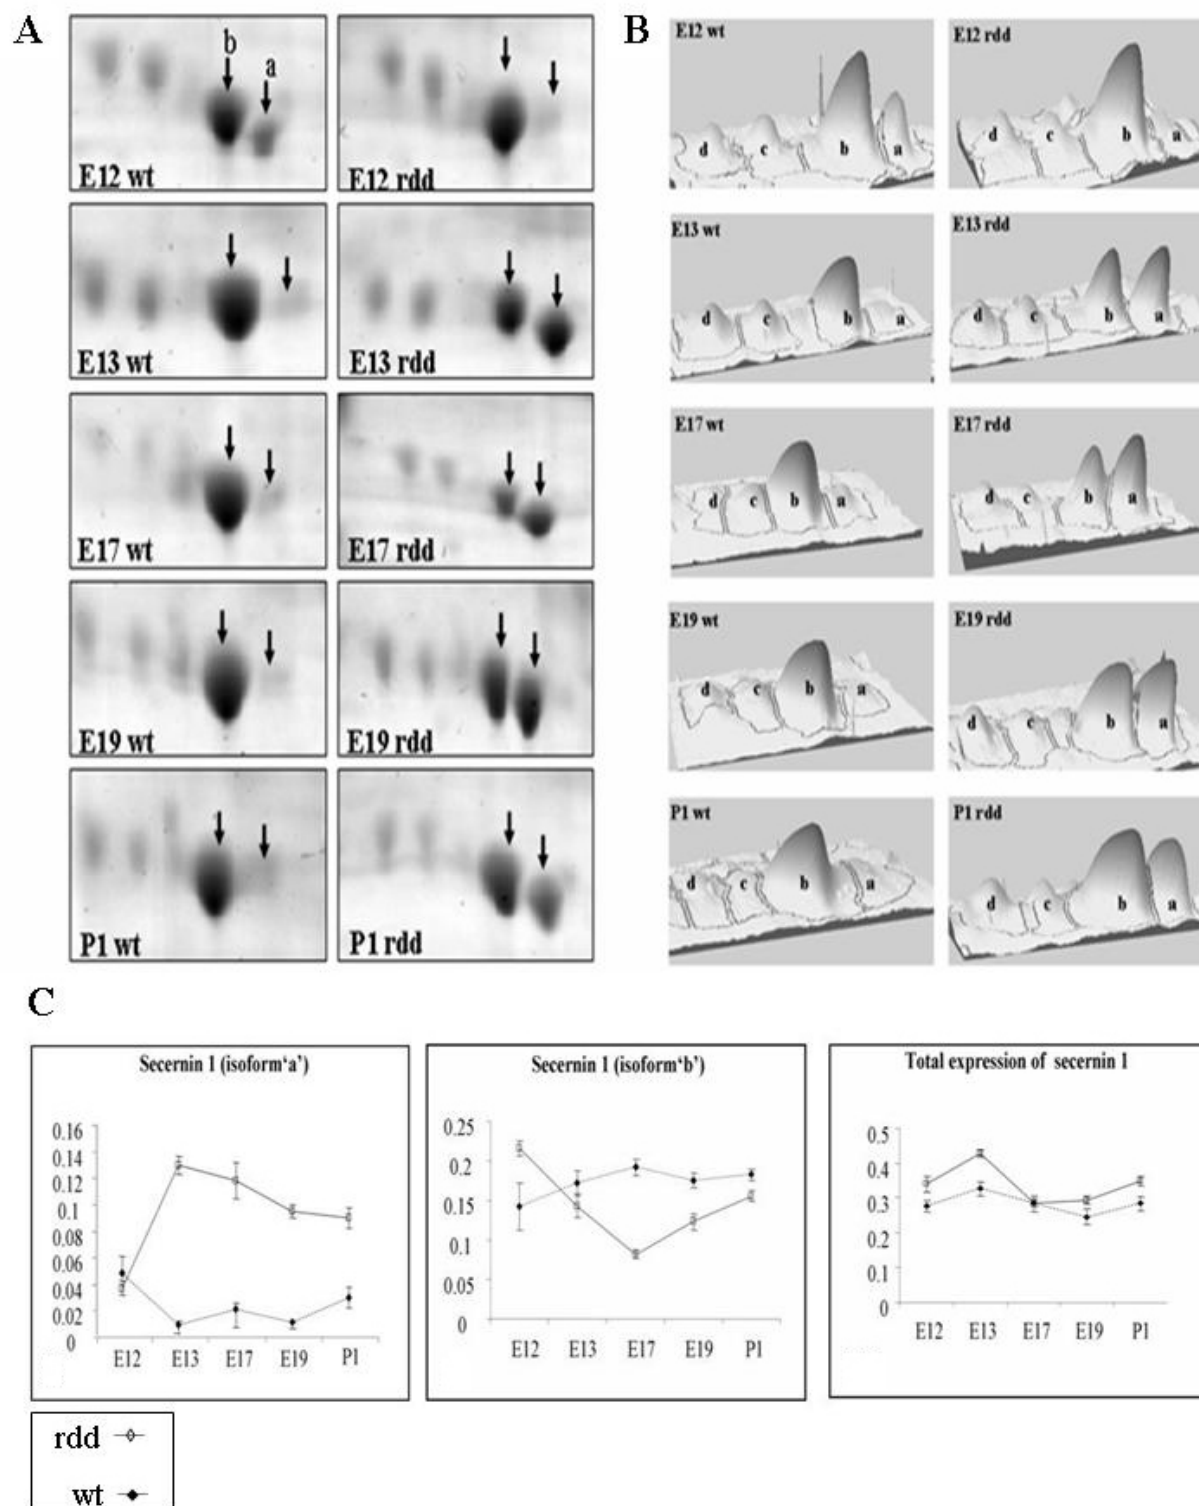 A
b
a
E12 wt
E12 rdd
E13 wt
E13 rdd
E17 wt
E17 rdd
E19 wt
E19 rdd
P1 wt
P1 rdd
B
E12 wt
d
c
b
a
E12 rdd
d
c
b
a
E13 wt
d
c
b
a
E13 rdd
d
c
b
a
E17 wt
d
c
b
a
E17 rdd
d
c
b
a
E19 wt
d
c
b
a
E19 rdd
d
c
b
a
P1 wt
d
c
b
a
P1 rdd
d
c
b
a
C
Secernin 1 (isoform‘a’)
0.16
0.14
0.12
0.1
0.08
0.06
0.04
0.02
0
E12 E13 E17 E19 P1
Secernin 1 (isoform‘b’)
0.25
0.2
0.15
0.1
0.05
0
E12 E13 E17 E19 P1
Total expression of secernin 1
0.5
0.4
0.3
0.2
0.1
0
E12 E13 E17 E19 P1
rdd
wt